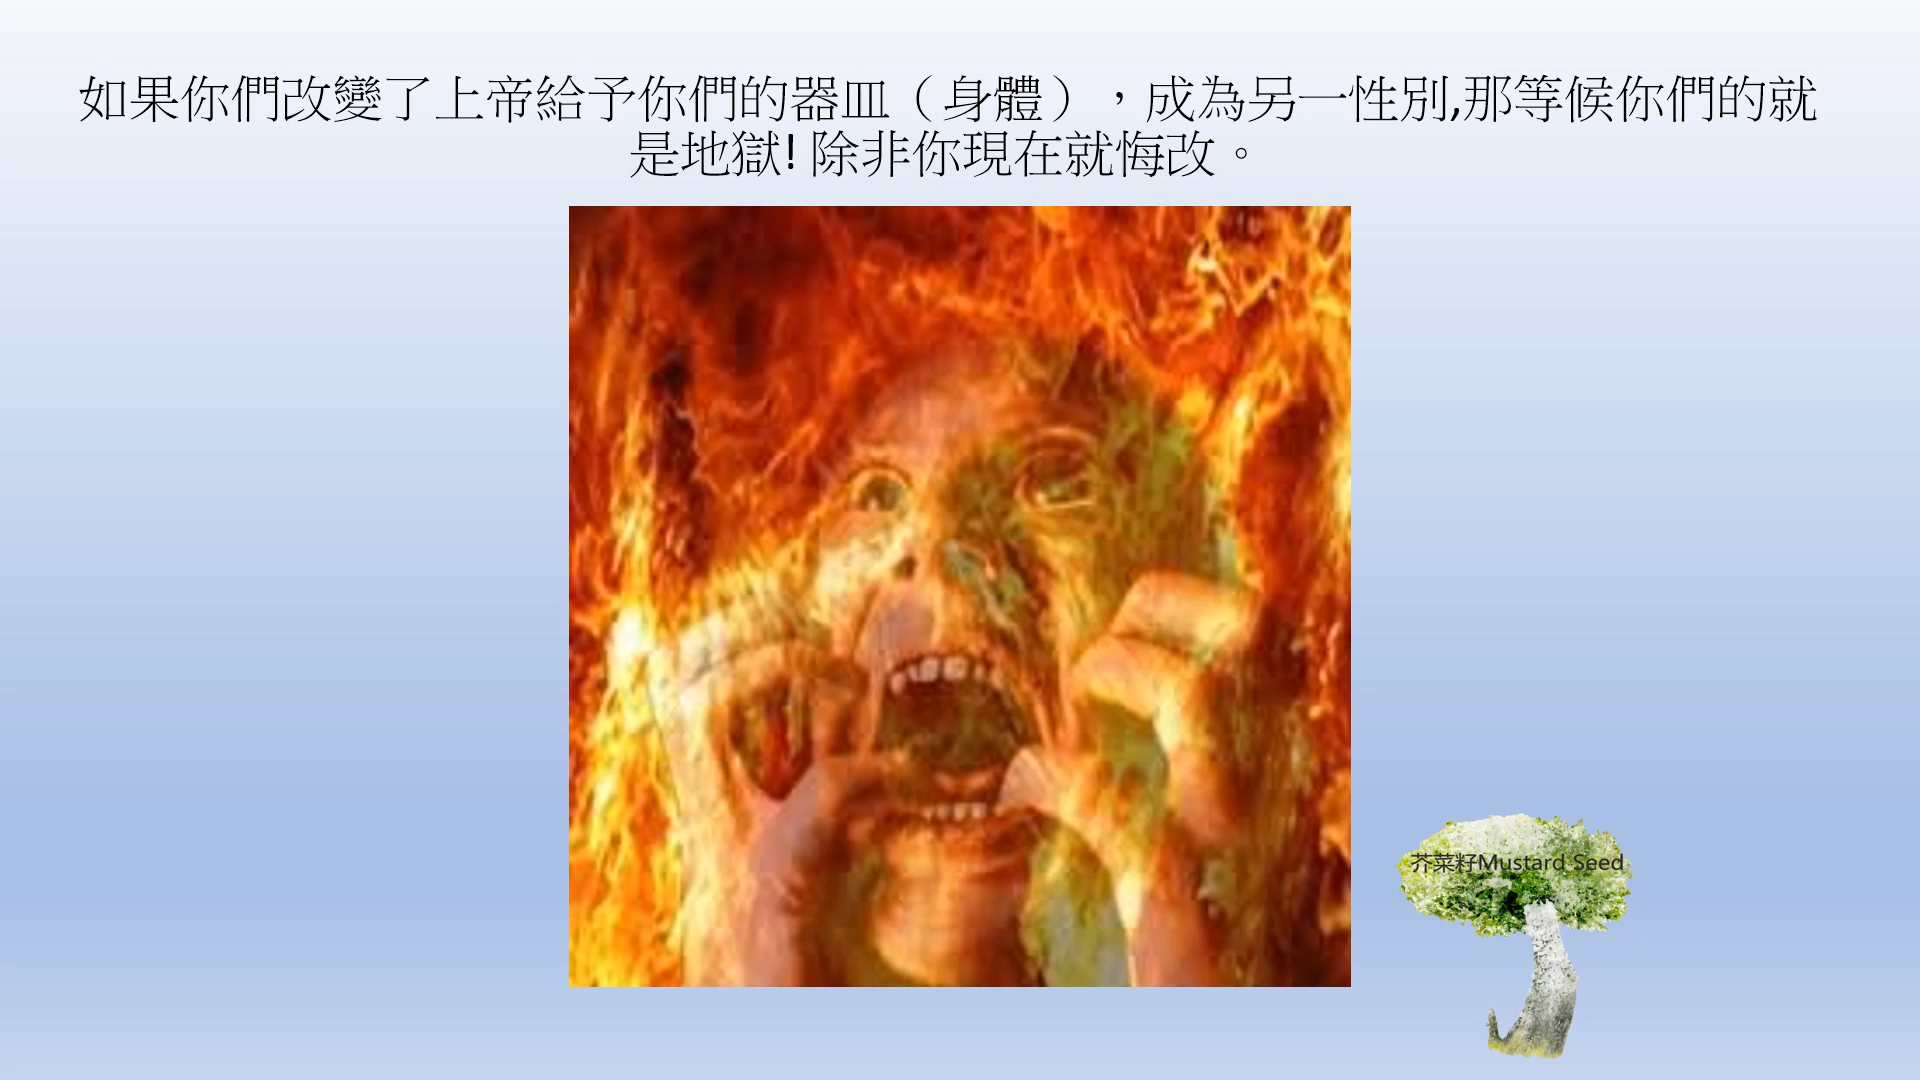 如果你們改變了上帝給予你們的器皿（身體），成為另一性別,那等候你們的就
是地獄! 除非你現在就悔改。
芥菜籽Mustard Seed